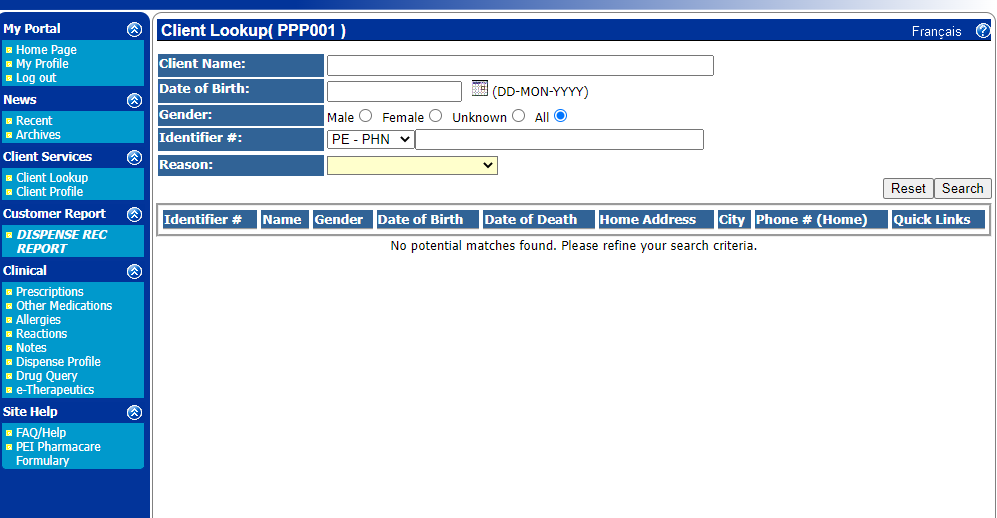 My Portal
Home Page
My Profile
Log out
News
Recent
Archives
Client Services
Client Lookup
Client Profile
Customer Report
DISPENSE REC
REPORT
Clinical
Prescriptions
Other Medications
Allergies
Reactions
Notes
Dispense Profile
Drug Query
e-Therapeutics
Site Help
FAQ/Help
PEI Pharmacare
Formulary
Client Lookup( PPP001 ) Français ?
Client Name:
Date of Birth: (DD-MON-YYYY)
Gender: Male Female Unknown All
Identifier #: PE - PHN
Reason:
Reset Search
Identifier # Name Gender Date of Birth Date of Death Home Address City Phone # (Home) Quick Links
No potential matches found. Please refine your search criteria.